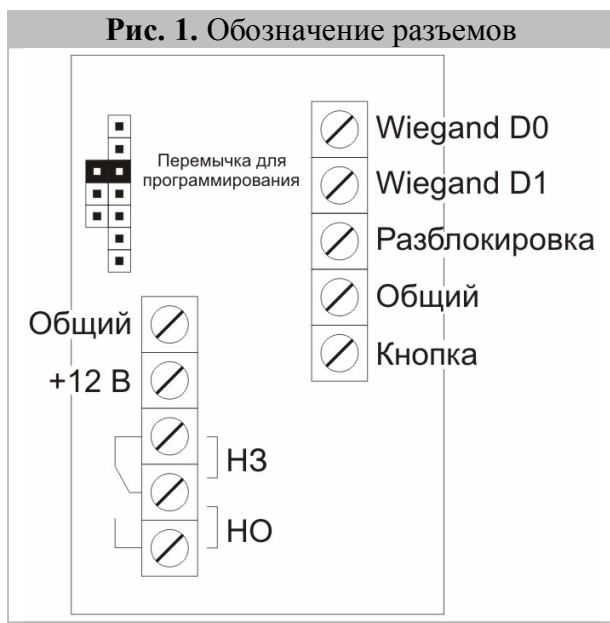 Рис. 1. Обозначение разъемов
Перемычка для
программирования
Wiegand D0
Wiegand D1
Разблокировка
Общий
Кнопка
Общий
+12 В
НЗ
НО